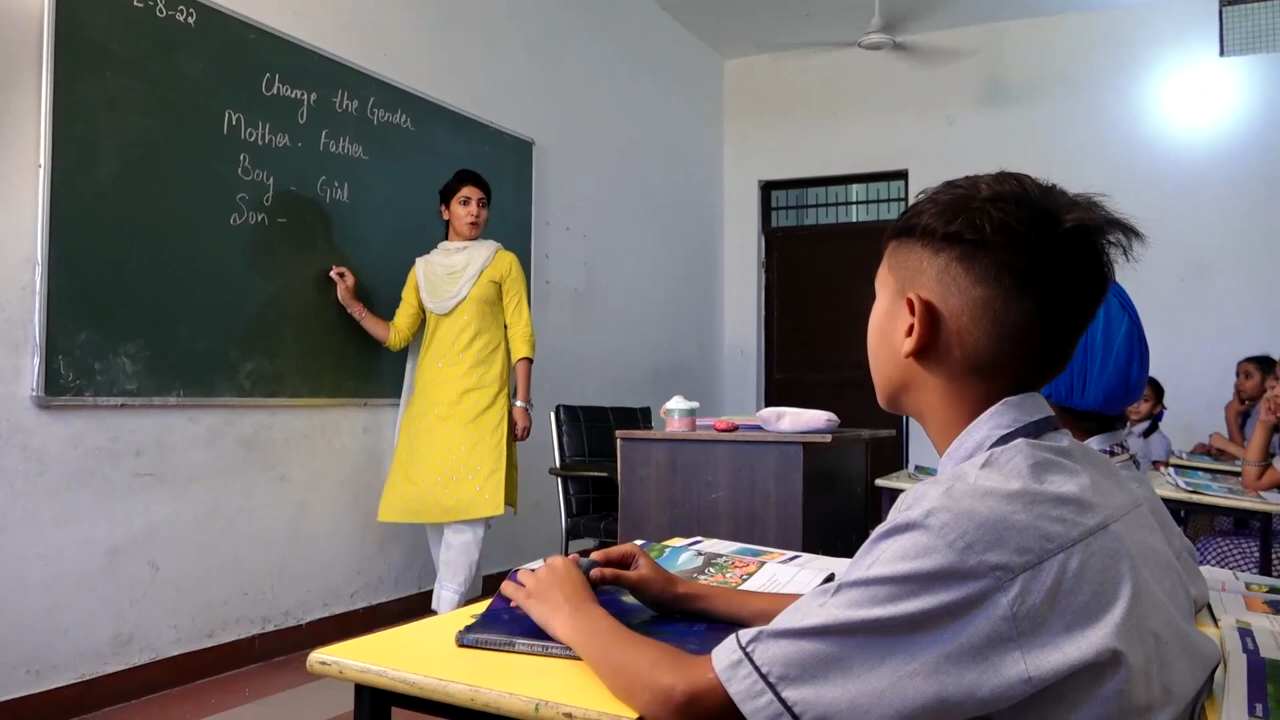 2-8-22
Change the Gender
Mother. Father
Boy - Girl
Son -
ENGLISH LANGUAGE